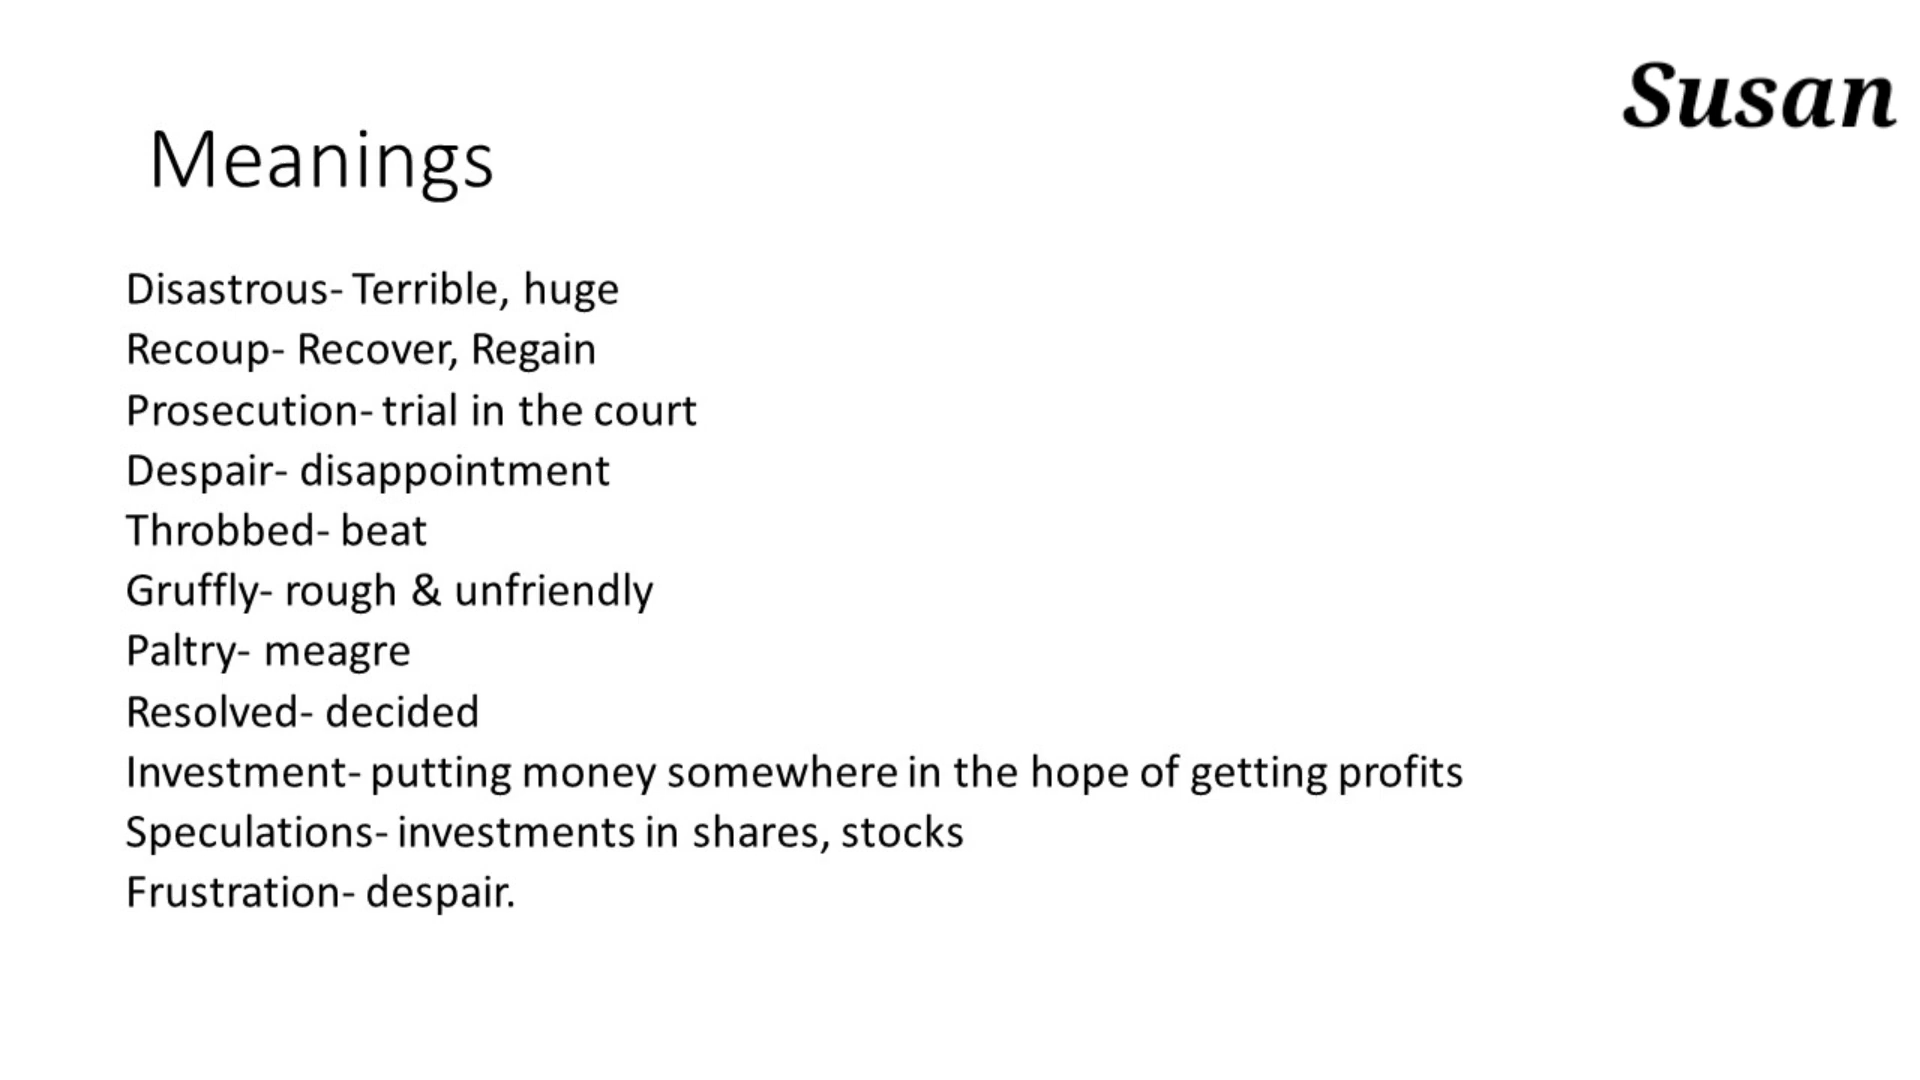 Susan
Meanings
Disastrous- Terrible, huge
Recoup- Recover, Regain
Prosecution- trial in the court
Despair- disappointment
Throbbed- beat
Gruffly- rough & unfriendly
Paltry- meagre
Resolved- decided
Investment- putting money somewhere in the hope of getting profits
Speculations- investments in shares, stocks
Frustration- despair.